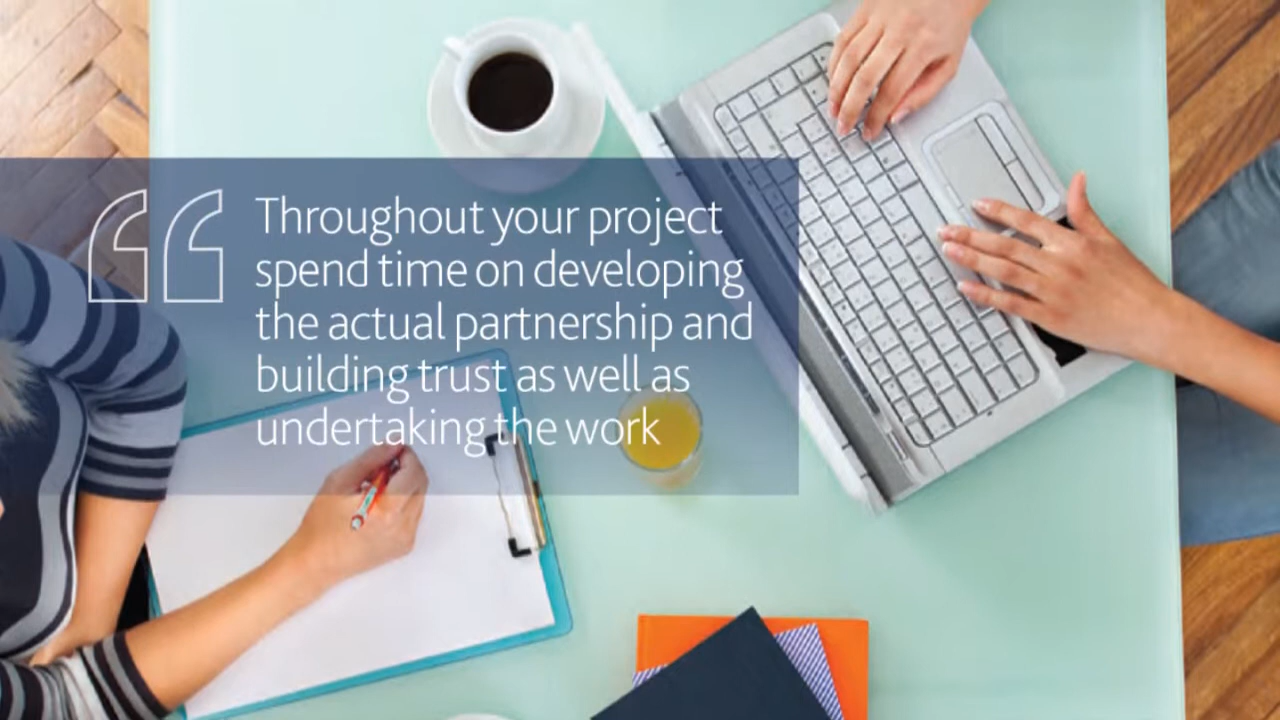 Throughout your project
spend time on developing
the actual partnership and
building trust as well as
undertaking the work